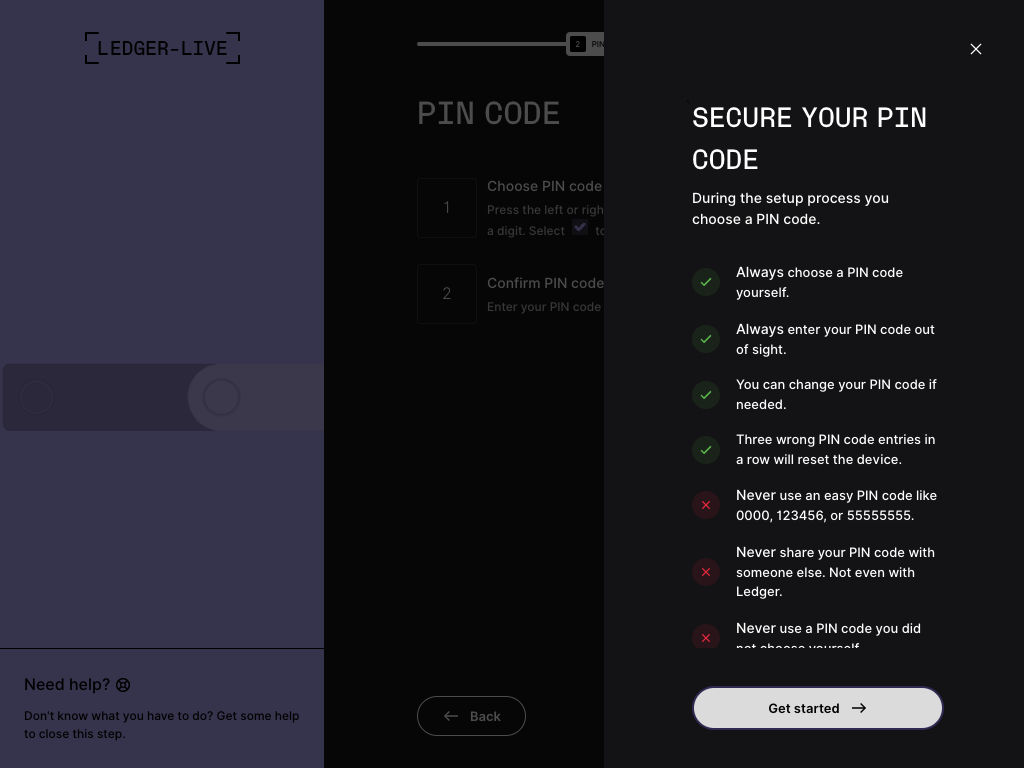 LEDGER-LIVE
Need help?
Don't know what you have to do? Get some help
to close this step.
2 PIN
PIN CODE
1
Choose PIN code
Press the left or righ
a digit. Select to
2
Confirm PIN code
Enter your PIN code
Back
SECURE YOUR PIN
CODE
During the setup process you
choose a PIN code.
Always choose a PIN code
yourself.
Always enter your PIN code out
of sight.
You can change your PIN code if
needed.
Three wrong PIN code entries in
a row will reset the device.
Never use an easy PIN code like
0000, 123456, or 55555555.
Never share your PIN code with
someone else. Not even with
Ledger.
Never use a PIN code you did
not choose yourself.
Get started